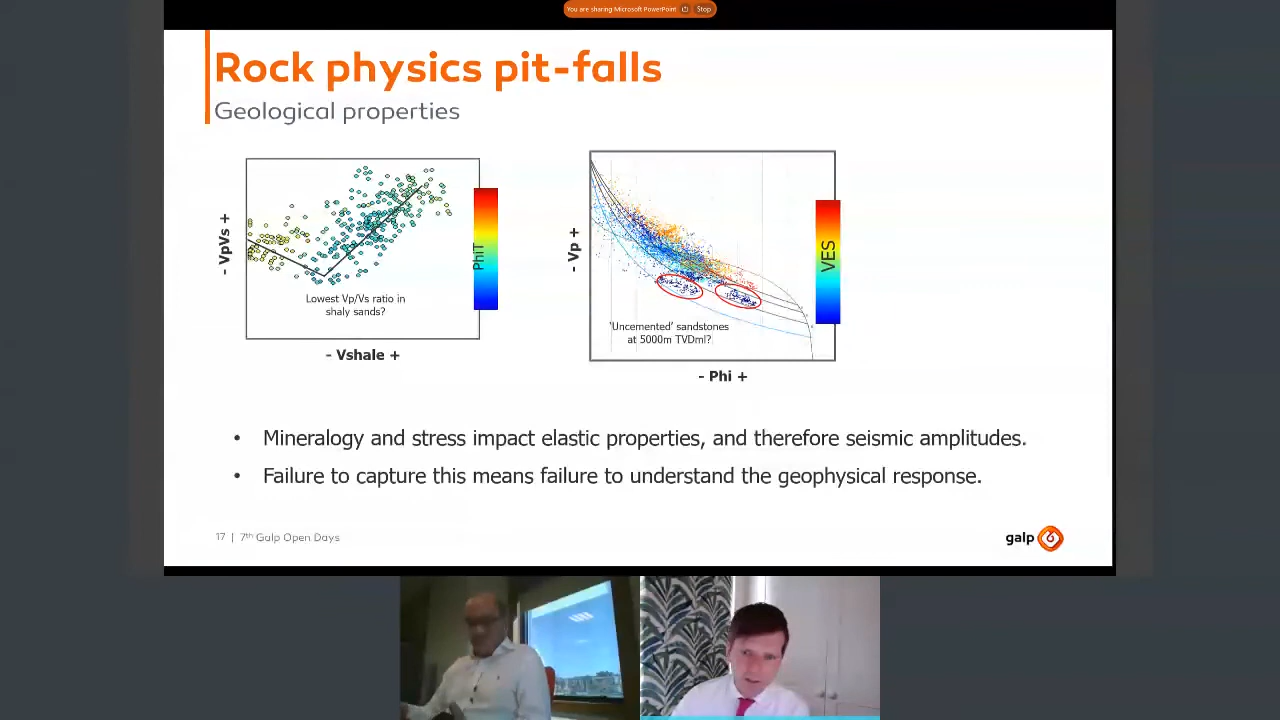 You are sharing Microsoft PowerPoint
Stop
Rock physics pit-falls
Geological properties
- VpVs +
PhiT
Lowest Vp/Vs ratio in
shaly sands?
- Vshale +
- Vp +
VES
'Uncemented' sandstones
at 5000m TVDml?
- Phi +
• Mineralogy and stress impact elastic properties, and therefore seismic amplitudes.
• Failure to capture this means failure to understand the geophysical response.
17 | 7th Galp Open Days
galp